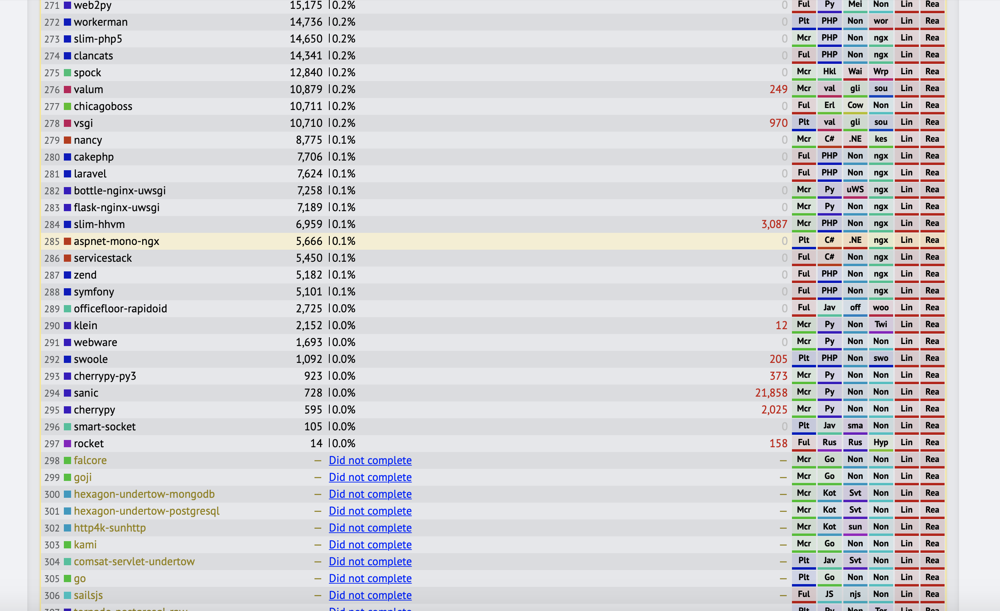 271 web2py 15,175 0.2% 0 Ful Py Mei Non Lin Rea
272 workerman 14,736 0.2% 0 Plt PHP Non wor Lin Rea
273 slim-php5 14,650 0.2% 0 Mcr PHP Non ngx Lin Rea
274 clancats 14,341 0.2% 0 Ful PHP Non ngx Lin Rea
275 spock 12,840 0.2% 0 Mcr Hkl Wai Wrp Lin Rea
276 valum 10,879 0.2% 249 Mcr val gli sou Lin Rea
277 chicagoboss 10,711 0.2% 0 Ful Erl Cow Non Lin Rea
278 vsgi 10,710 0.2% 970 Plt val gli sou Lin Rea
279 nancy 8,775 0.1% 0 Mcr C# .NE kes Lin Rea
280 cakephp 7,706 0.1% 0 Ful PHP Non ngx Lin Rea
281 laravel 7,624 0.1% 0 Ful PHP Non ngx Lin Rea
282 bottle-nginx-uwsgi 7,258 0.1% 0 Mcr Py uWS ngx Lin Rea
283 flask-nginx-uwsgi 7,189 0.1% 0 Mcr Py Non ngx Lin Rea
284 slim-hhvm 6,959 0.1% 3,087 Mcr PHP Non ngx Lin Rea
285 aspnet-mono-ngx 5,666 0.1% 0 Plt C# .NE ngx Lin Rea
286 servicestack 5,450 0.1% 0 Ful C# Non ngx Lin Rea
287 zend 5,182 0.1% 0 Ful PHP Non ngx Lin Rea
288 symfony 5,101 0.1% 0 Ful PHP Non ngx Lin Rea
289 officefloor-rapidoid 2,725 0.0% 0 Ful Jav off woo Lin Rea
290 klein 2,152 0.0% 12 Mcr Py Non Twi Lin Rea
291 webware 1,693 0.0% 0 Mcr Py Non Non Lin Rea
292 swoole 1,092 0.0% 205 Plt PHP Non swo Lin Rea
293 cherrypy-py3 923 0.0% 373 Mcr Py Non Non Lin Rea
294 sanic 728 0.0% 21,858 Mcr Py Non Non Lin Rea
295 cherrypy 595 0.0% 2,025 Mcr Py Non Non Lin Rea
296 smart-socket 105 0.0% 0 Plt Jav sma Non Lin Rea
297 rocket 14 0.0% 158 Ful Rus Rus Hyp Lin Rea
298 falcore — Did not complete — Mcr Go Non Non Lin Rea
299 goji — Did not complete — Mcr Go Non Non Lin Rea
300 hexagon-undertow-mongodb — Did not complete — Mcr Kot Svt Non Lin Rea
301 hexagon-undertow-postgresql — Did not complete — Mcr Kot Svt Non Lin Rea
302 http4k-sunhttp — Did not complete — Mcr Kot sun Non Lin Rea
303 kami — Did not complete — Mcr Go Non Non Lin Rea
304 comsat-servlet-undertow — Did not complete — Plt Jav Svt Non Lin Rea
305 go — Did not complete — Plt Go Non Non Lin Rea
306 sailsjs — Did not complete — Ful JS njs Non Lin Rea
307 tornado-postgresql-raw Did not complete Plt Py Non Tor Lin Rea